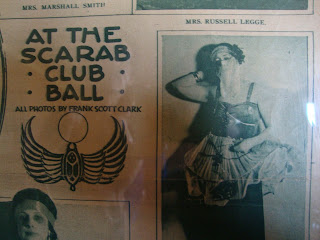 MRS. MARSHALL SMITH
MRS. RUSSELL LEGGE.
AT THE
SCARAB
· CLUB ·
· BALL ·
ALL PHOTOS BY FRANK SCOTT CLARK